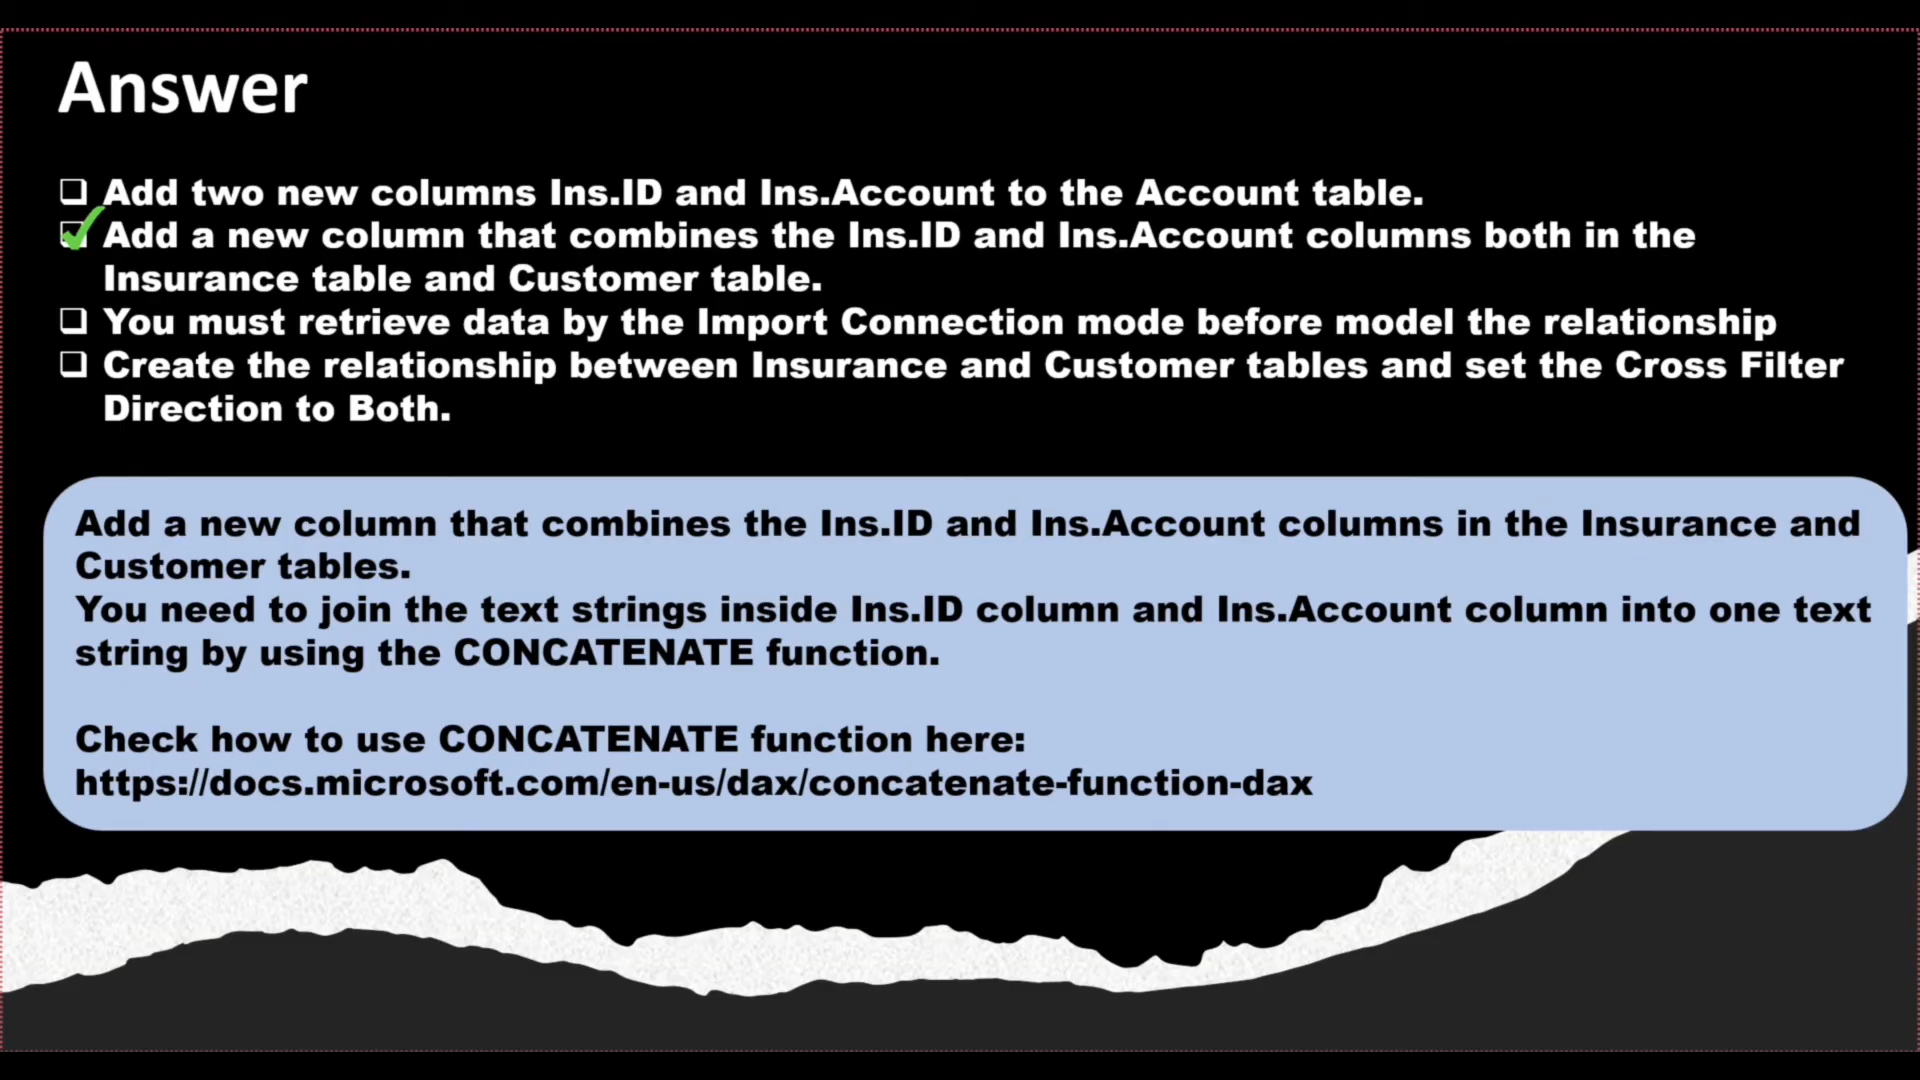 Answer
Add two new columns Ins.ID and Ins.Account to the Account table.
Add a new column that combines the Ins.ID and Ins.Account columns both in the
Insurance table and Customer table.
You must retrieve data by the Import Connection mode before model the relationship
Create the relationship between Insurance and Customer tables and set the Cross Filter
Direction to Both.
Add a new column that combines the Ins.ID and Ins.Account columns in the Insurance and
Customer tables.
You need to join the text strings inside Ins.ID column and Ins.Account column into one text
string by using the CONCATENATE function.
Check how to use CONCATENATE function here:
https://docs.microsoft.com/en-us/dax/concatenate-function-dax